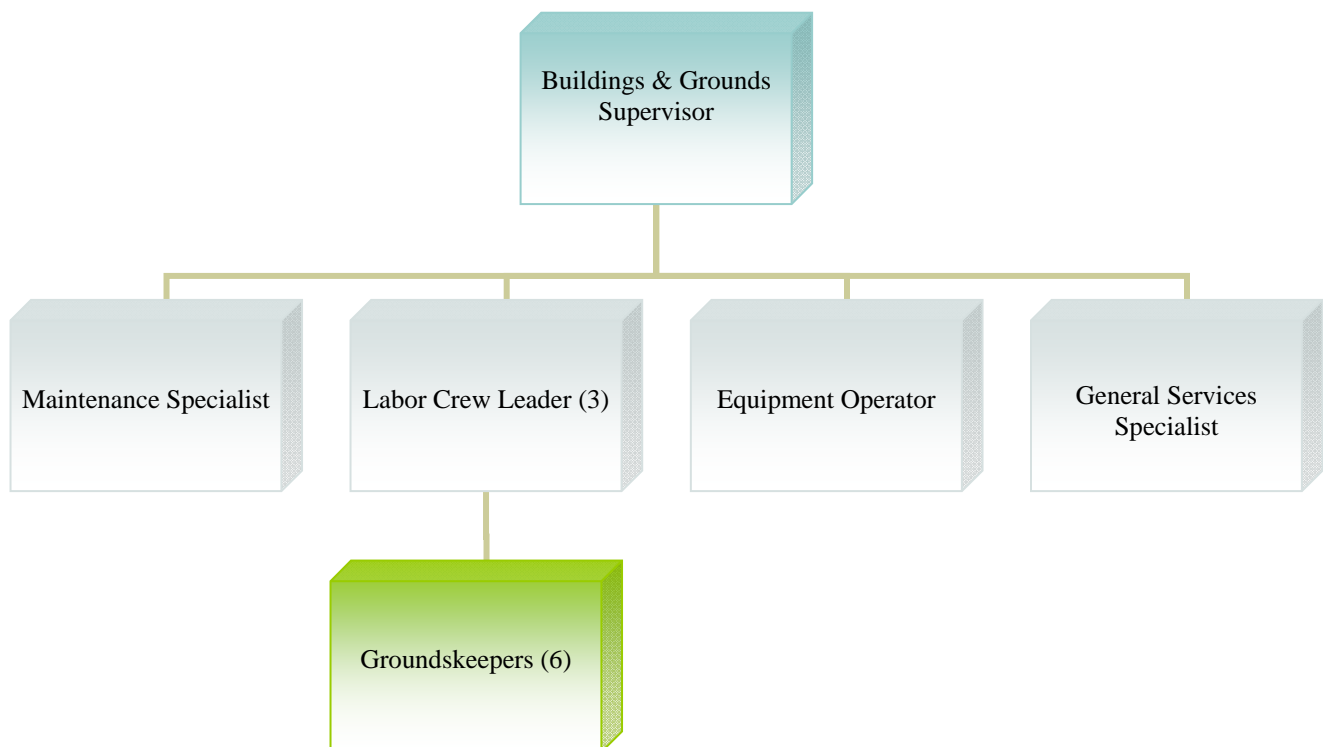 Buildings & Grounds
Supervisor
Maintenance Specialist
Labor Crew Leader (3)
Equipment Operator
General Services
Specialist
Groundskeepers (6)